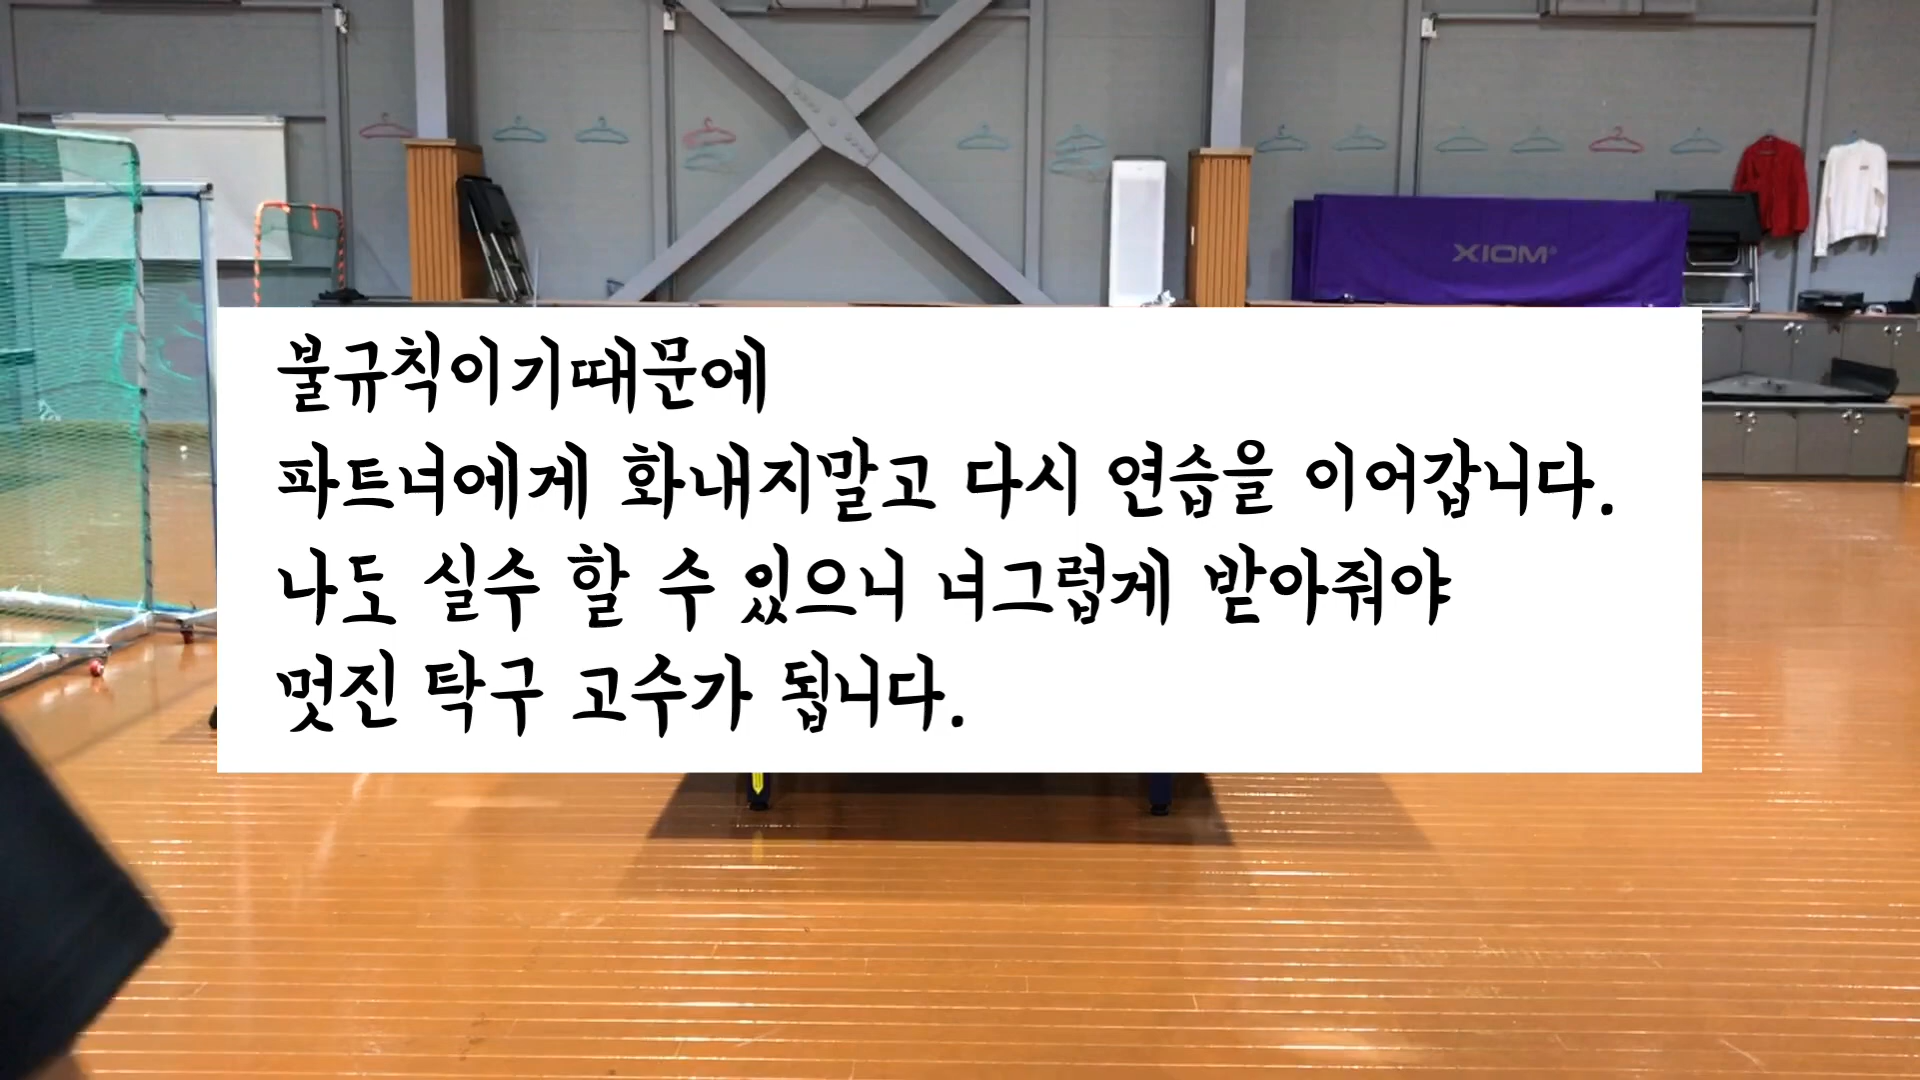 XIOM
불규칙이기때문에
파트너에게 화내지말고 다시 연습을 이어갑니다.
나도 실수 할 수 있으니 너그럽게 받아줘야
멋진 탁구 고수가 됩니다.